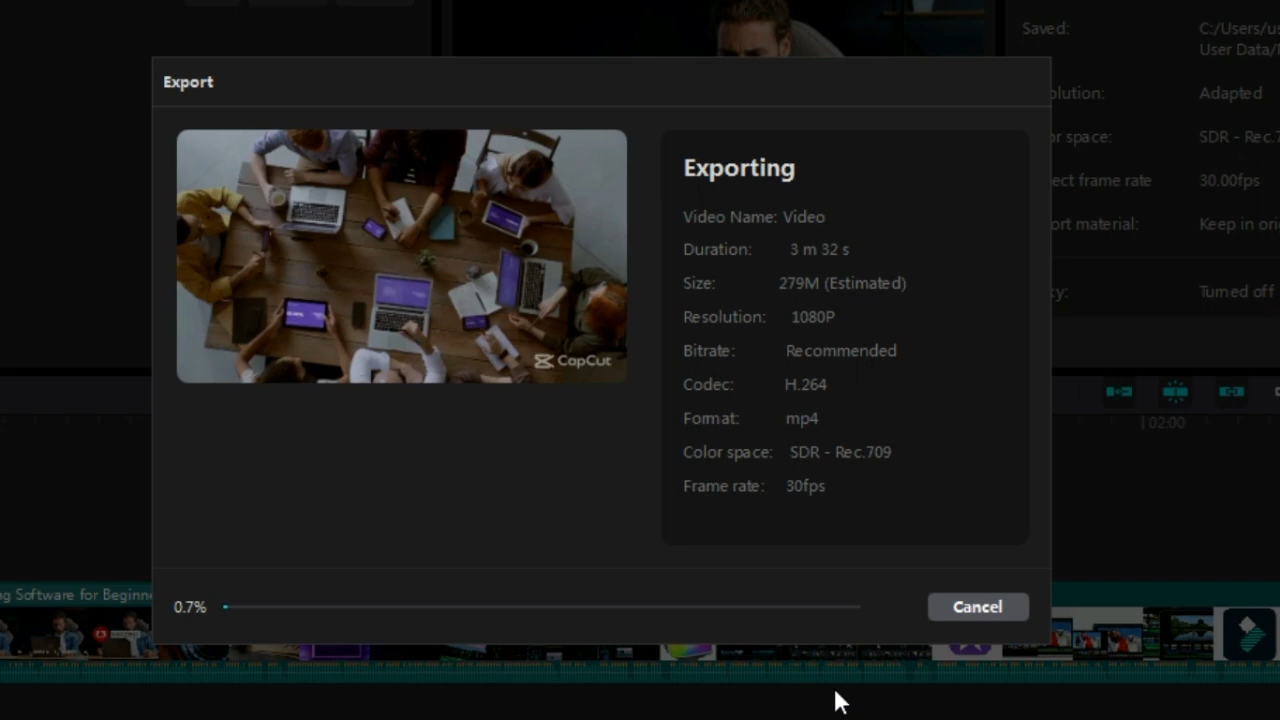 Saved:
C:/Users/us
User Data/
Export
olution:
Adapted
Exporting
or space:
SDR - Rec.7
ect frame rate
30.00fps
Video Name: Video
ort material:
Keep in ori
Duration: 3 m 32 s
Size: 279M (Estimated)
xy:
Turned off
Resolution: 1080P
Bitrate: Recommended
CapCut
Codec: H.264
Format: mp4
02:00
Color space: SDR - Rec.709
Frame rate: 30fps
ng Software for Beginne
0.7%
Cancel